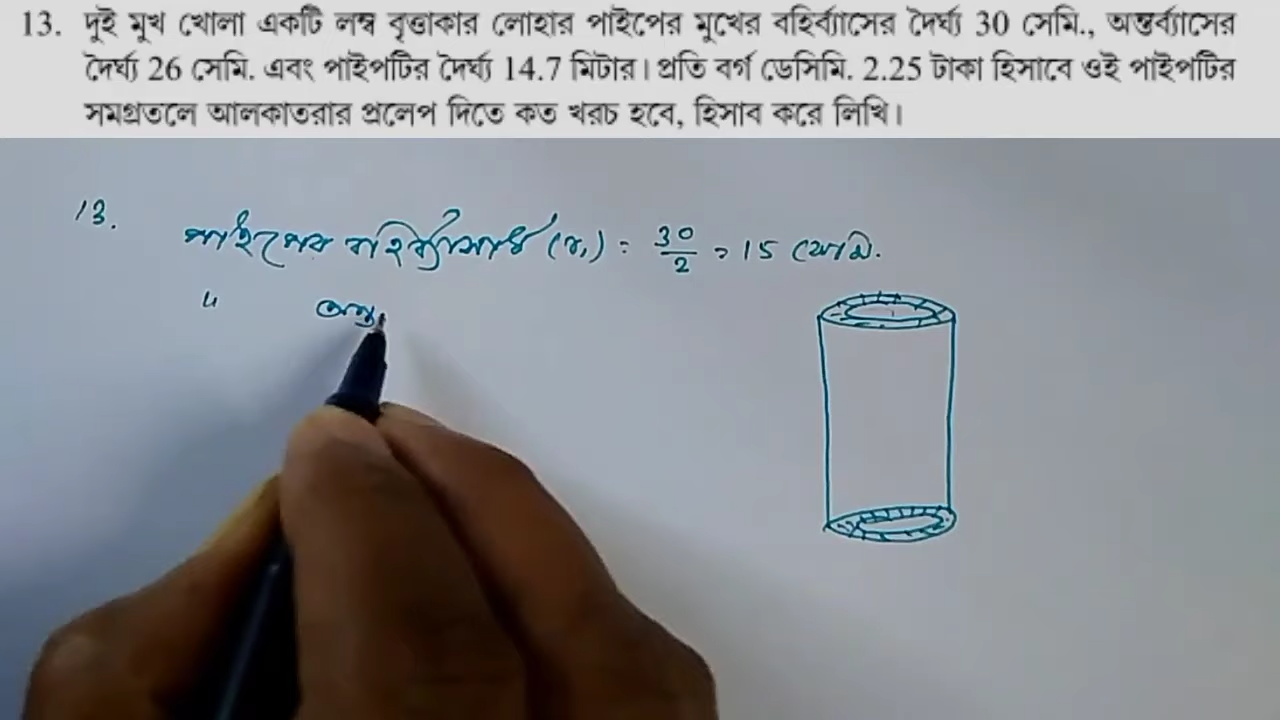 13. দুই মুখ খোলা একটি লম্ব বৃত্তাকার লোহার পাইপের মুখের বহির্ব্যাসের দৈর্ঘ্য 30 সেমি., অন্তর্ব্যাসের
দৈর্ঘ্য 26 সেমি. এবং পাইপটির দৈর্ঘ্য 14.7 মিটার। প্রতি বর্গ ডেসিমি. 2.25 টাকা হিসাবে ওই পাইপটির
সমগ্রতলে আলকাতরার প্রলেপ দিতে কত খরচ হবে, হিসাব করে লিখি।
13. পাইপের বহির্ব্যাসার্ধ (r₁) = 30/2 = 15 সেমি.
" অন্ত